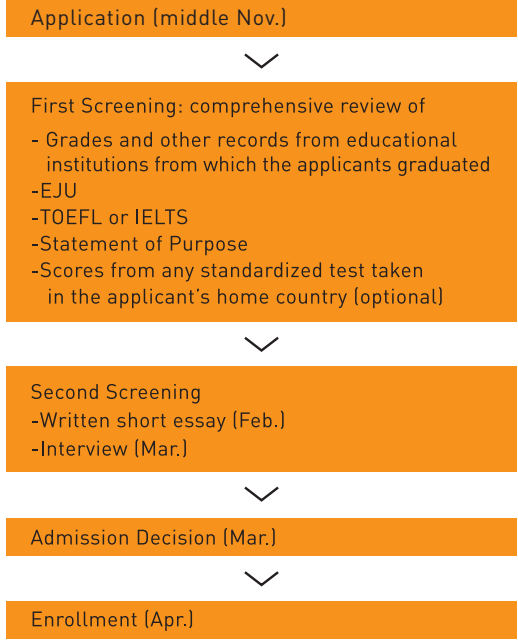 Application (middle Nov.)
First Screening: comprehensive review of
- Grades and other records from educational
institutions from which the applicants graduated
-EJU
-TOEFL or IELTS
-Statement of Purpose
-Scores from any standardized test taken
in the applicant's home country (optional)
Second Screening
-Written short essay (Feb.)
-Interview (Mar.)
Admission Decision (Mar.)
Enrollment (Apr.)